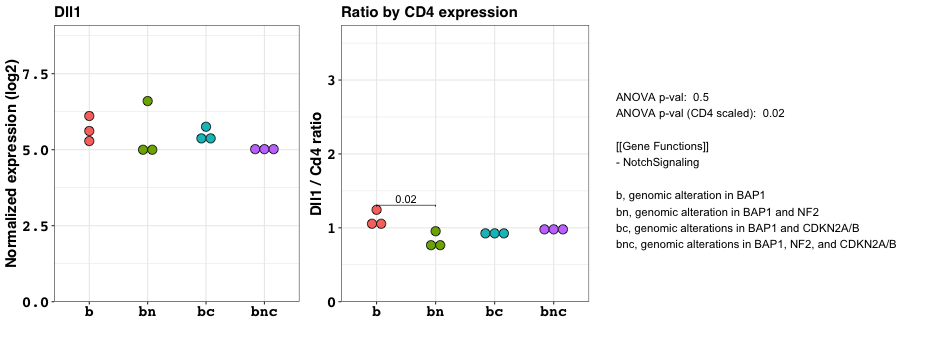 Dll1
Normalized expression (log2)
7.5
5.0
2.5
0.0
b bn bc bnc
Ratio by CD4 expression
Dll1 / Cd4 ratio
3
2
1
0
0.02
b bn bc bnc
ANOVA p-val:  0.5
ANOVA p-val (CD4 scaled):  0.02
[[Gene Functions]]
- NotchSignaling
b, genomic alteration in BAP1
bn, genomic alteration in BAP1 and NF2
bc, genomic alterations in BAP1 and CDKN2A/B
bnc, genomic alterations in BAP1, NF2, and CDKN2A/B